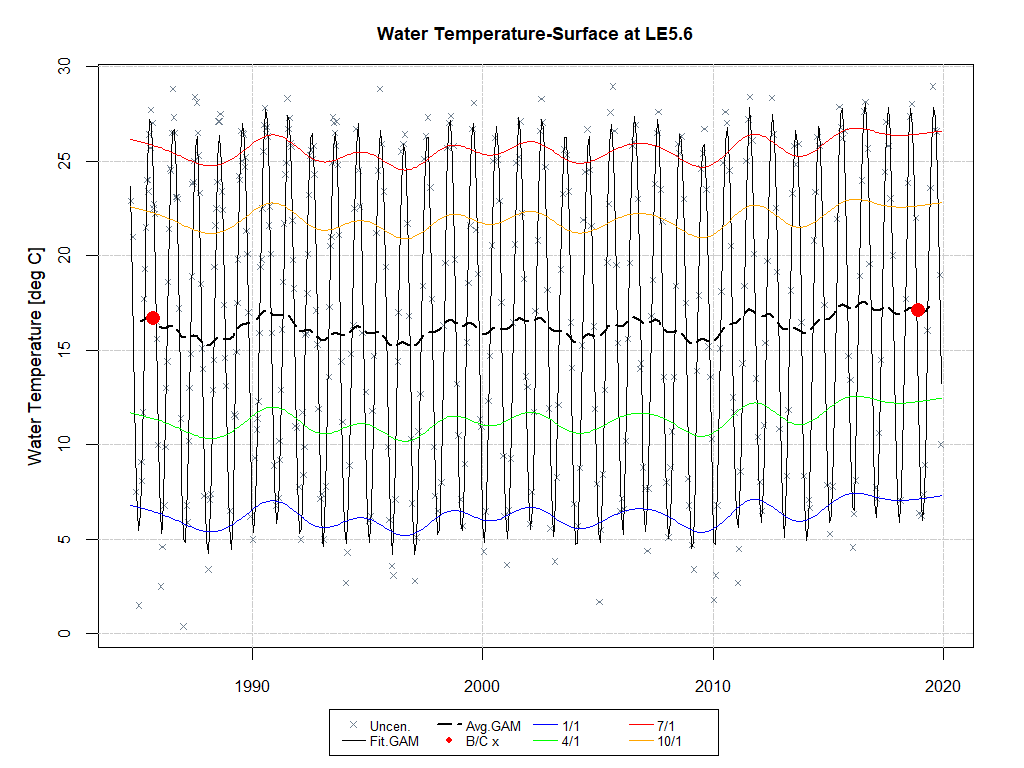 Water Temperature-Surface at LE5.6
Water Temperature [deg C]
30
25
20
15
10
5
0
1990 2000 2010 2020
Uncen. Avg.GAM 1/1 7/1
Fit.GAM B/C x 4/1 10/1